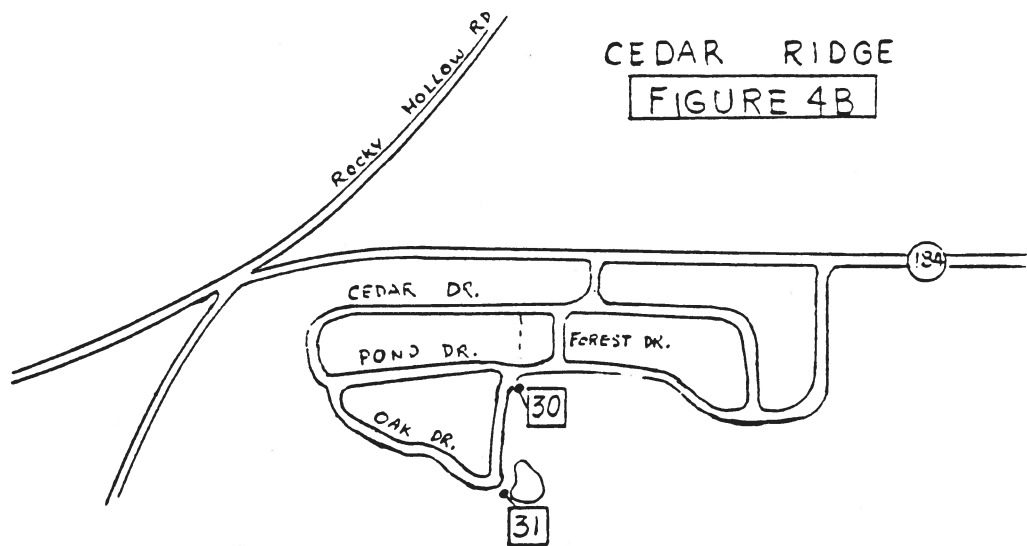 CEDAR RIDGE
FIGURE 4B
ROCKY HOLLOW RD
184
CEDAR DR.
POND DR.
FOREST DR.
OAK DR.
30
31